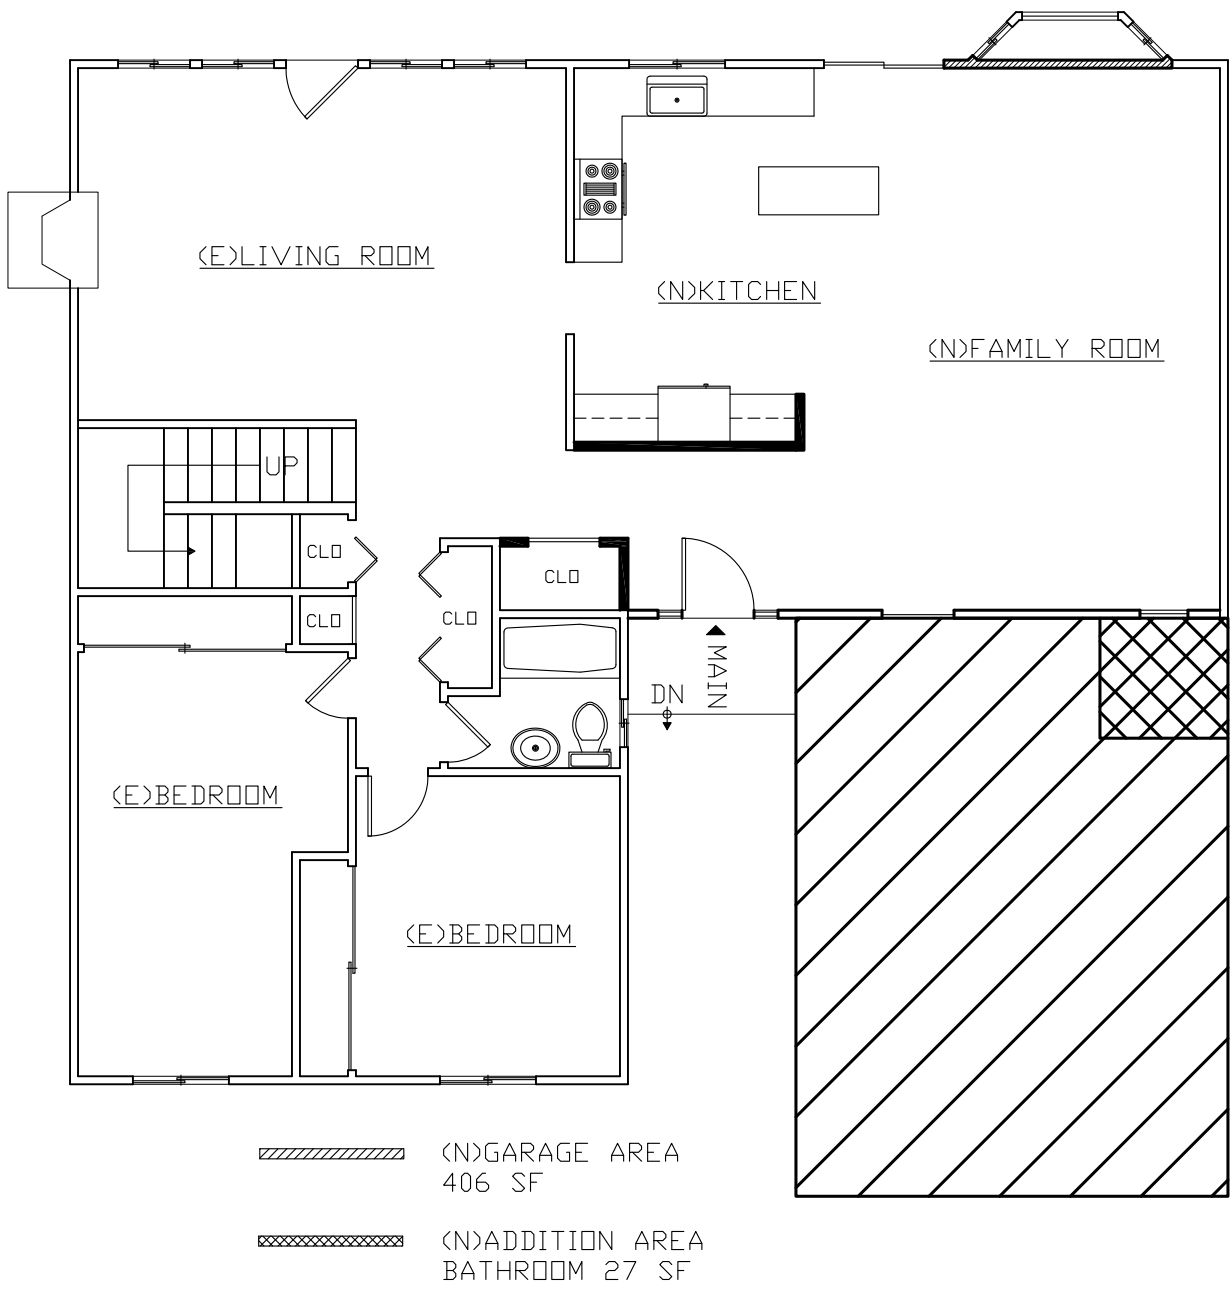 (E)LIVING ROOM
(N)KITCHEN
(N)FAMILY ROOM
UP
CLO
CLO
CLO
CLO
MAIN
DN
(E)BEDROOM
(E)BEDROOM
(N)GARAGE AREA
406 SF
(N)ADDITION AREA
BATHROOM 27 SF